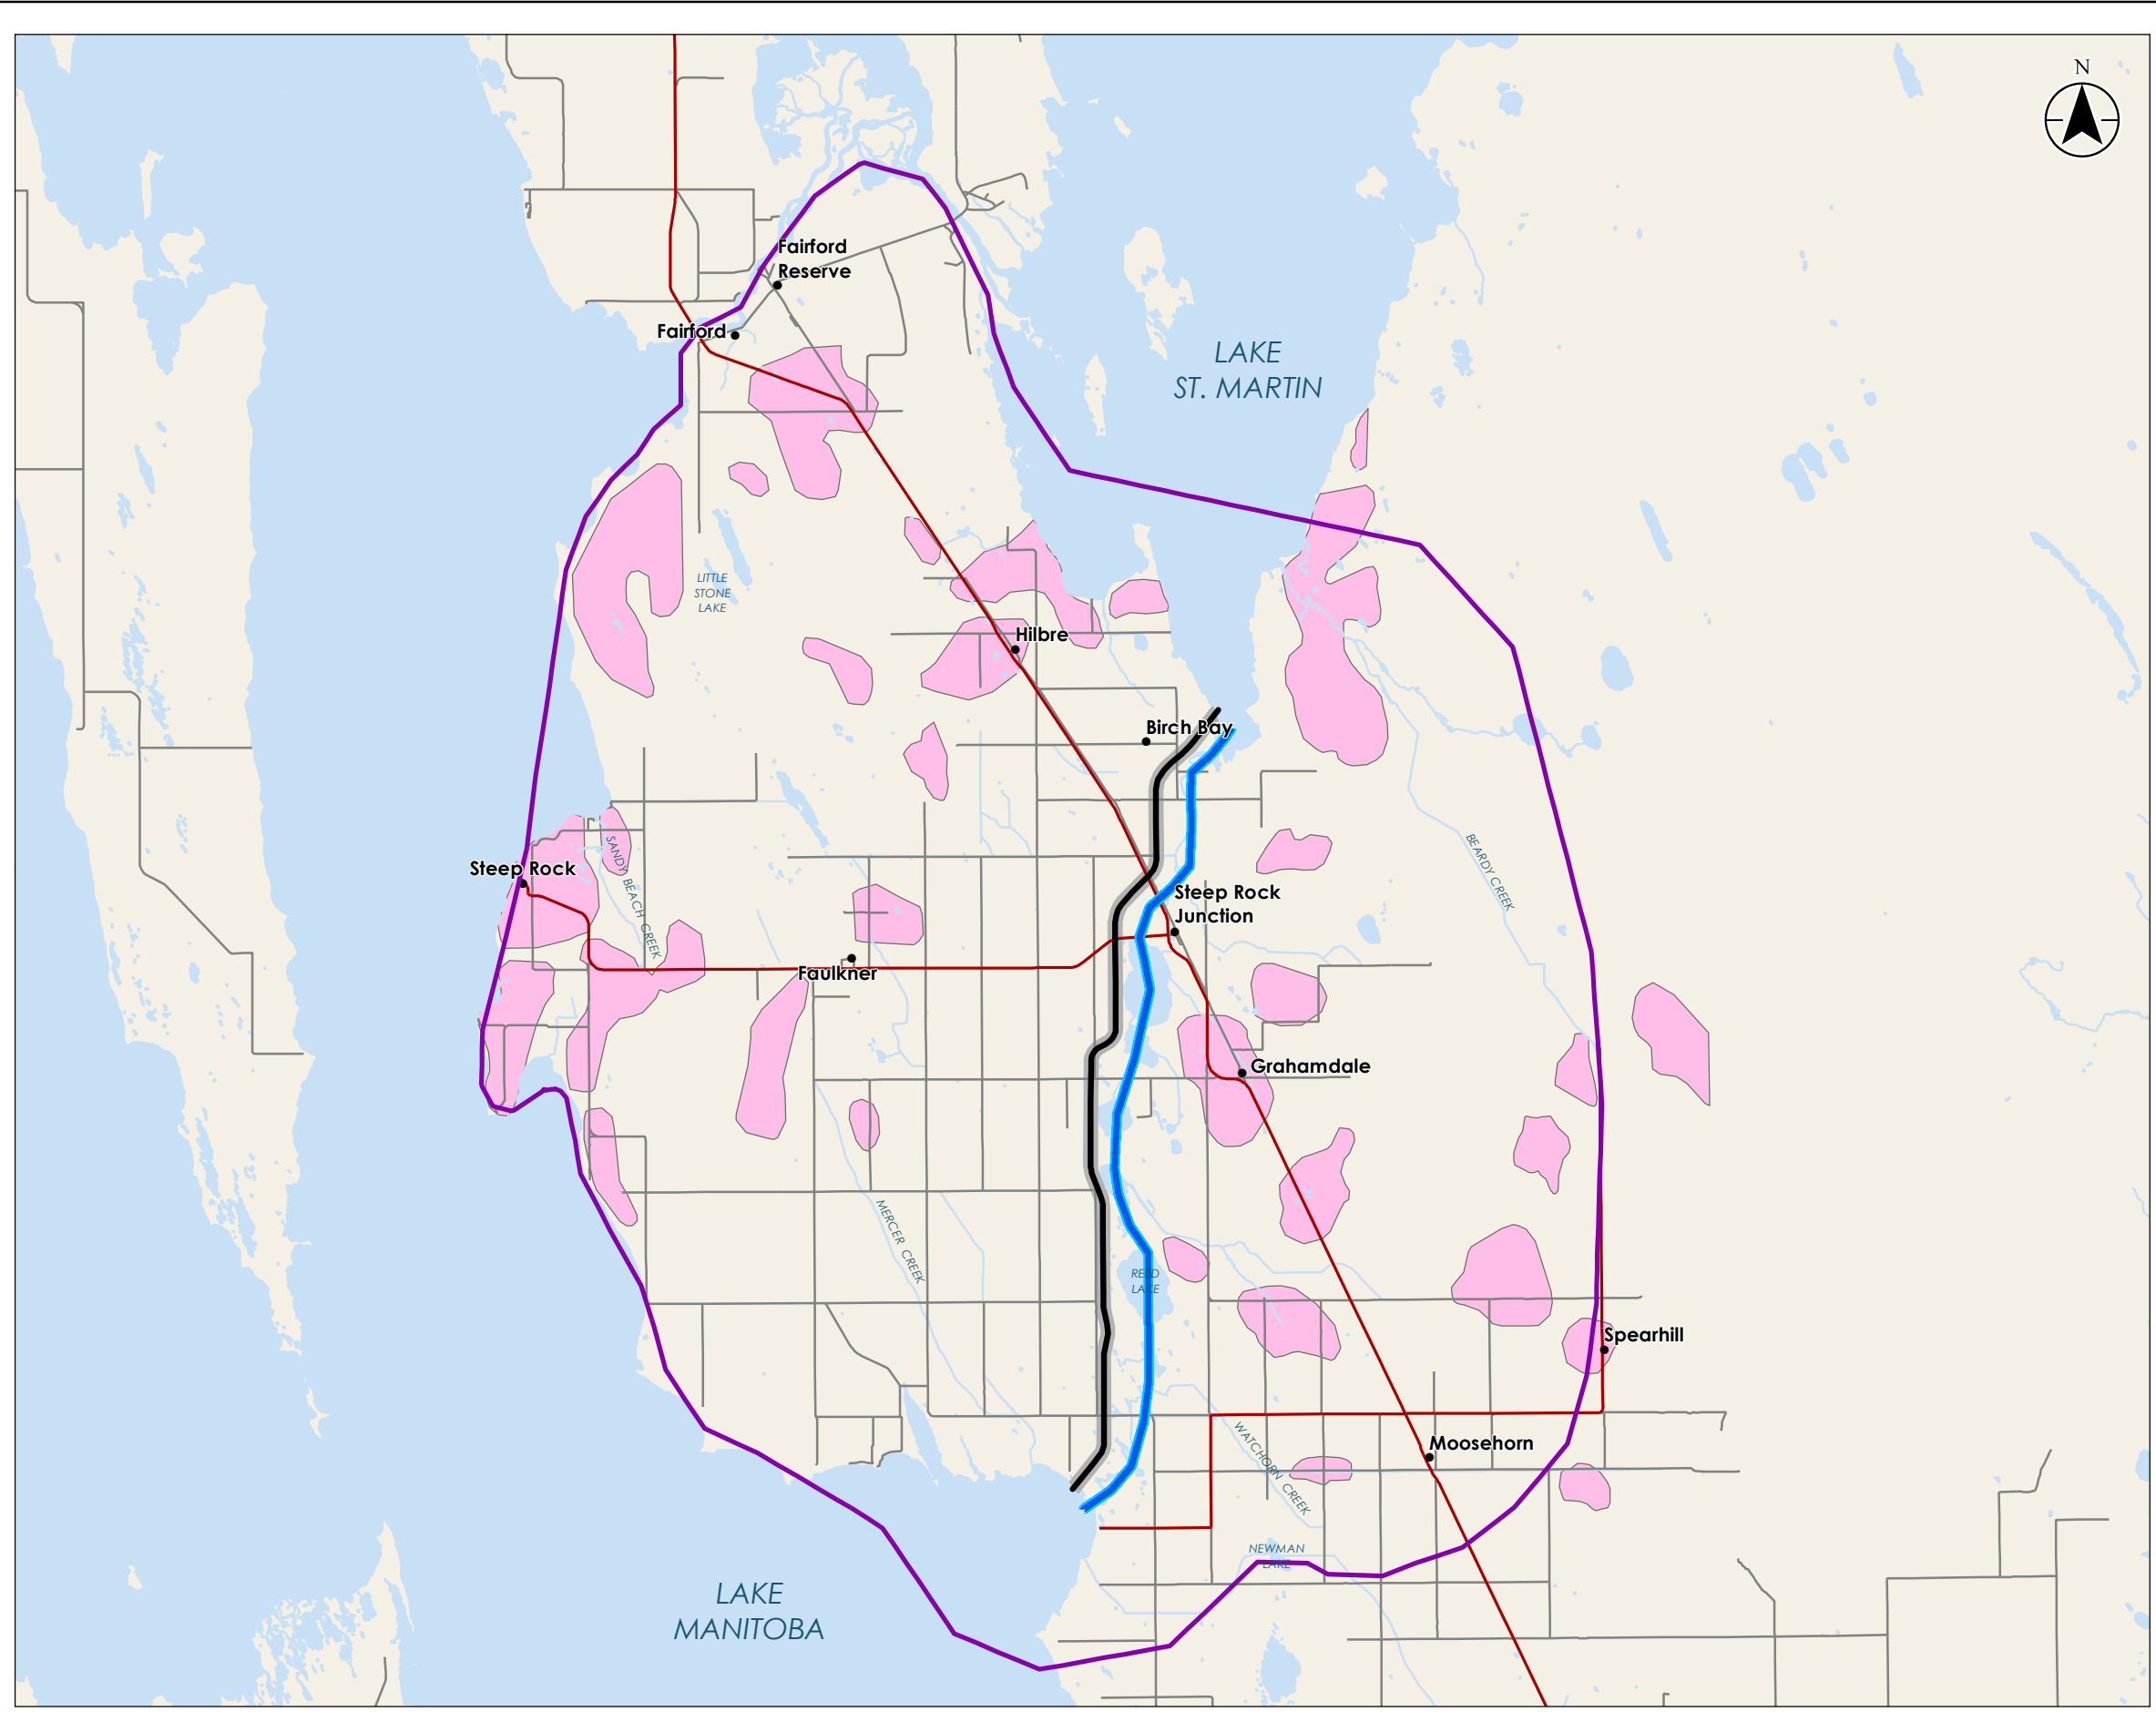 N
Fairford
Reserve
Fairford
LAKE
ST. MARTIN
LITTLE
STONE
LAKE
Hilbre
Birch Bay
Steep Rock
SANDY BEACH CREEK
BEARDY CREEK
Steep Rock
Junction
Faulkner
Grahamdale
MERCER CREEK
REED
LAKE
Spearhill
WATCHORN CREEK
Moosehorn
NEWMAN
LAKE
LAKE
MANITOBA